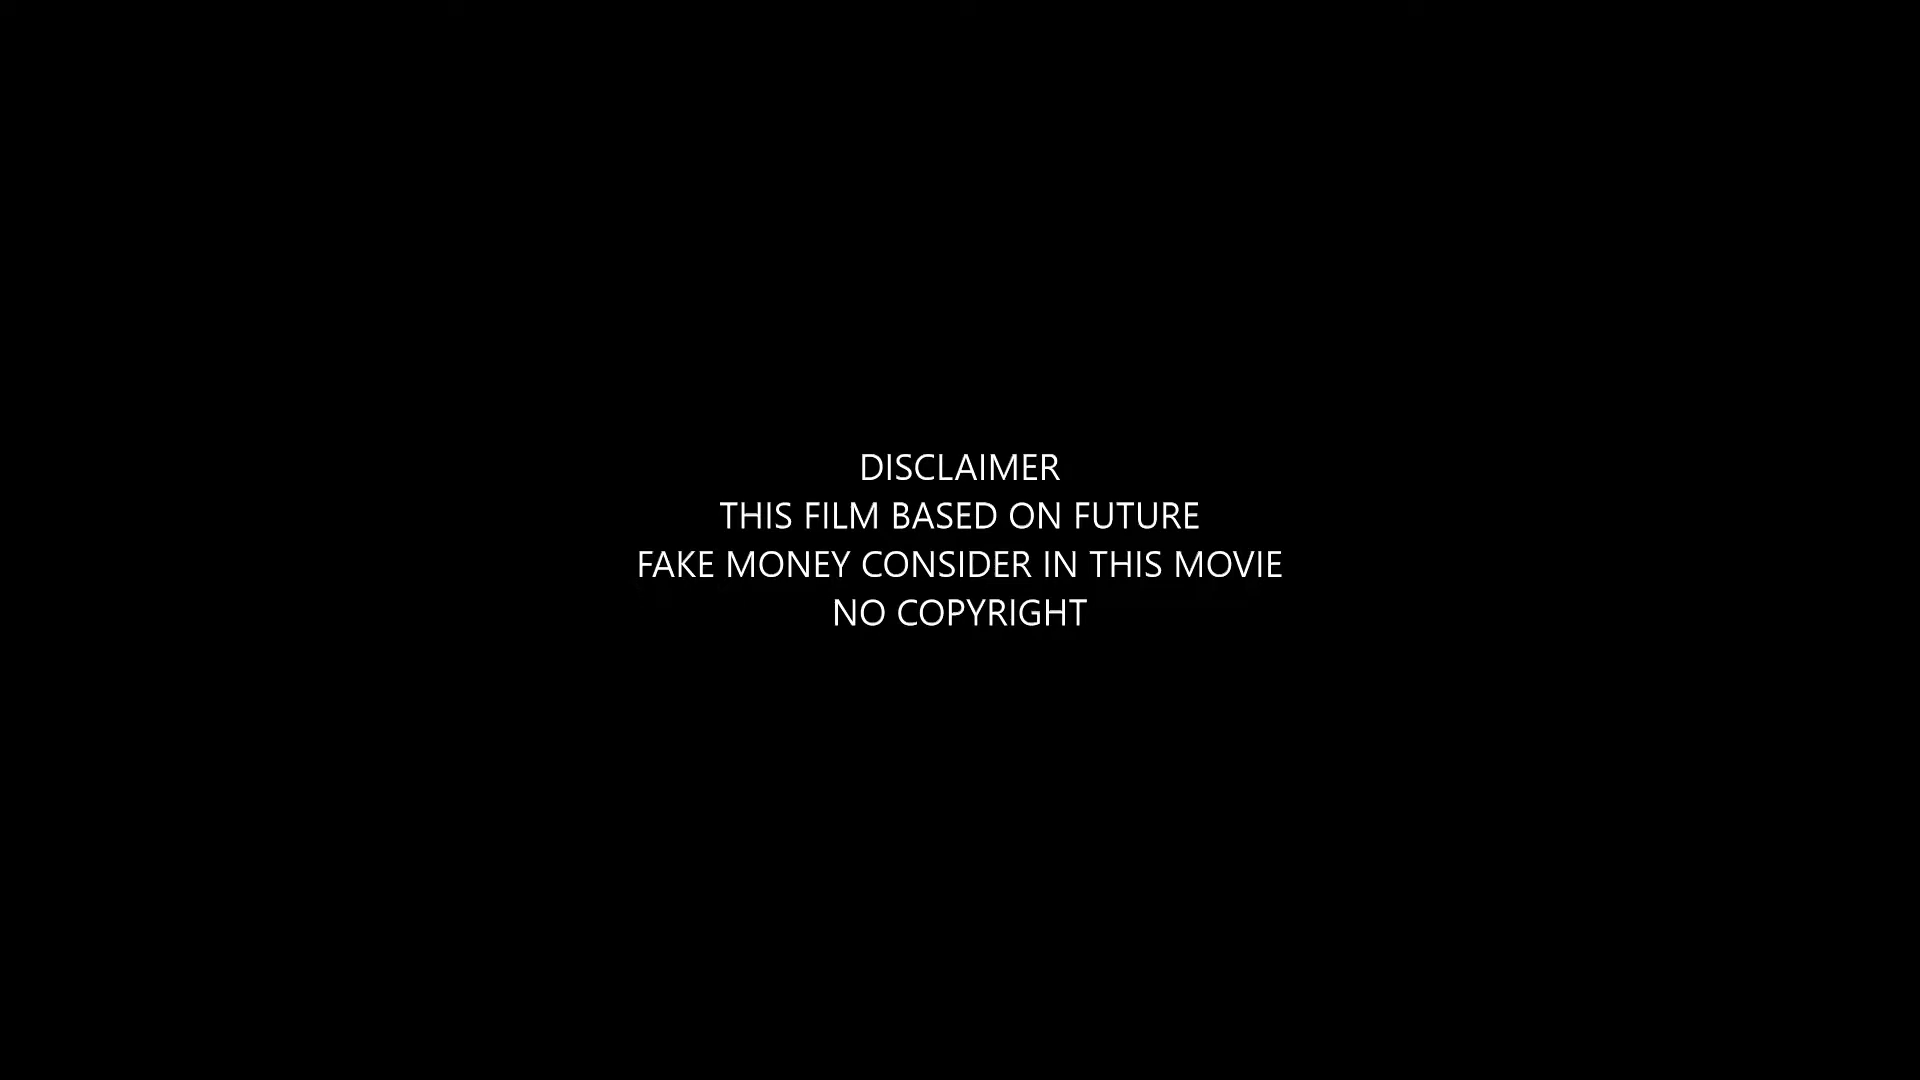 DISCLAIMER
THIS FILM BASED ON FUTURE
FAKE MONEY CONSIDER IN THIS MOVIE
NO COPYRIGHT